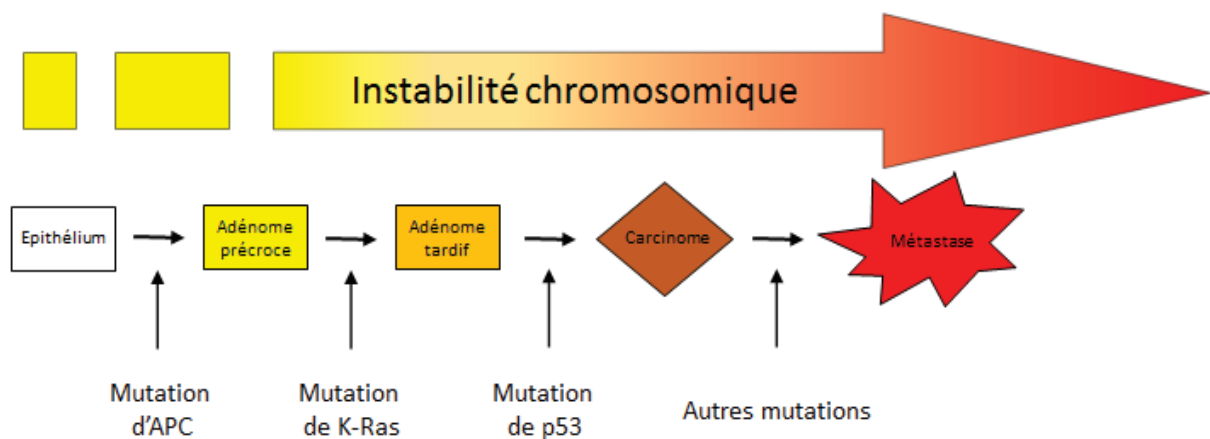 Instabilité chromosomique
Epithélium
Adénome
précroce
Adénome
tardif
Carcinome
Métastase
Mutation
d'APC
Mutation
de K-Ras
Mutation
de p53
Autres mutations